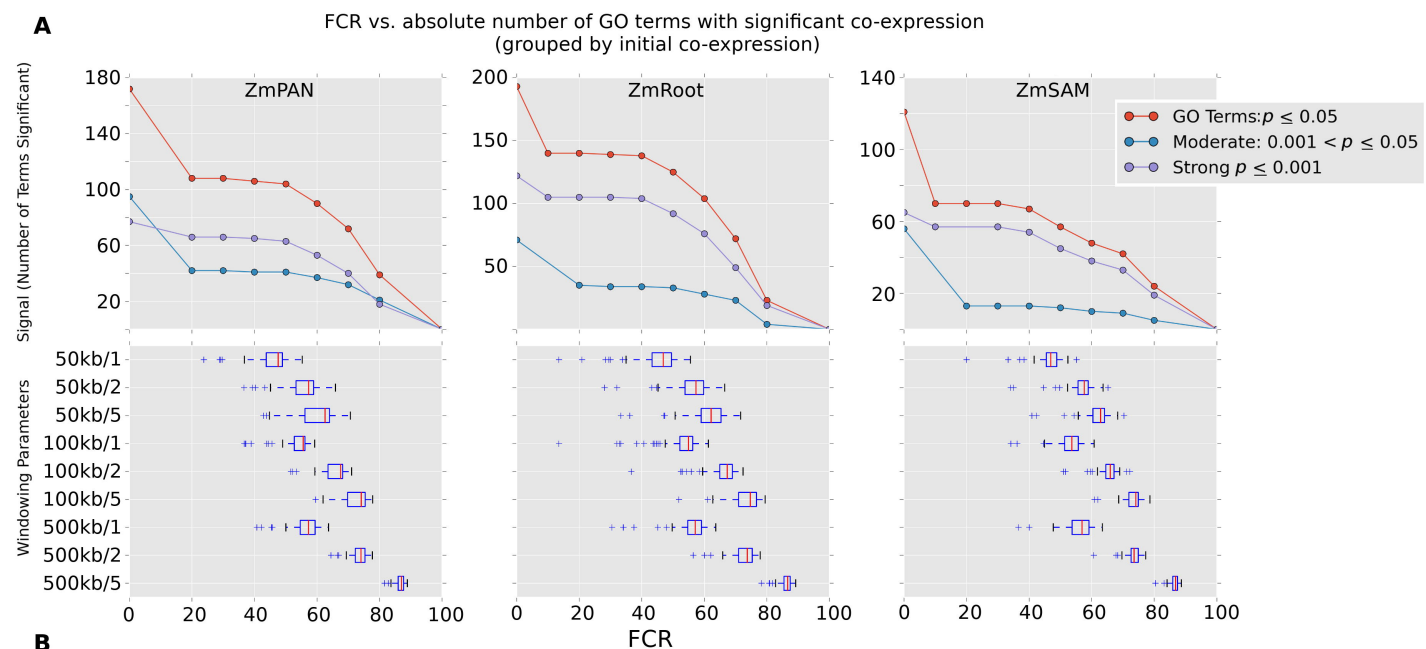 A
FCR vs. absolute number of GO terms with significant co-expression
(grouped by initial co-expression)
Signal (Number of Terms Significant)
180
140
100
60
20
ZmPAN
200
150
100
50
ZmRoot
140
100
60
20
ZmSAM
GO Terms:p ≤ 0.05
Moderate: 0.001 < p ≤ 0.05
Strong p ≤ 0.001
Windowing Parameters
50kb/1
50kb/2
50kb/5
100kb/1
100kb/2
100kb/5
500kb/1
500kb/2
500kb/5
0 20 40 60 80 100
0 20 40 60 80 100
0 20 40 60 80 100
FCR
B